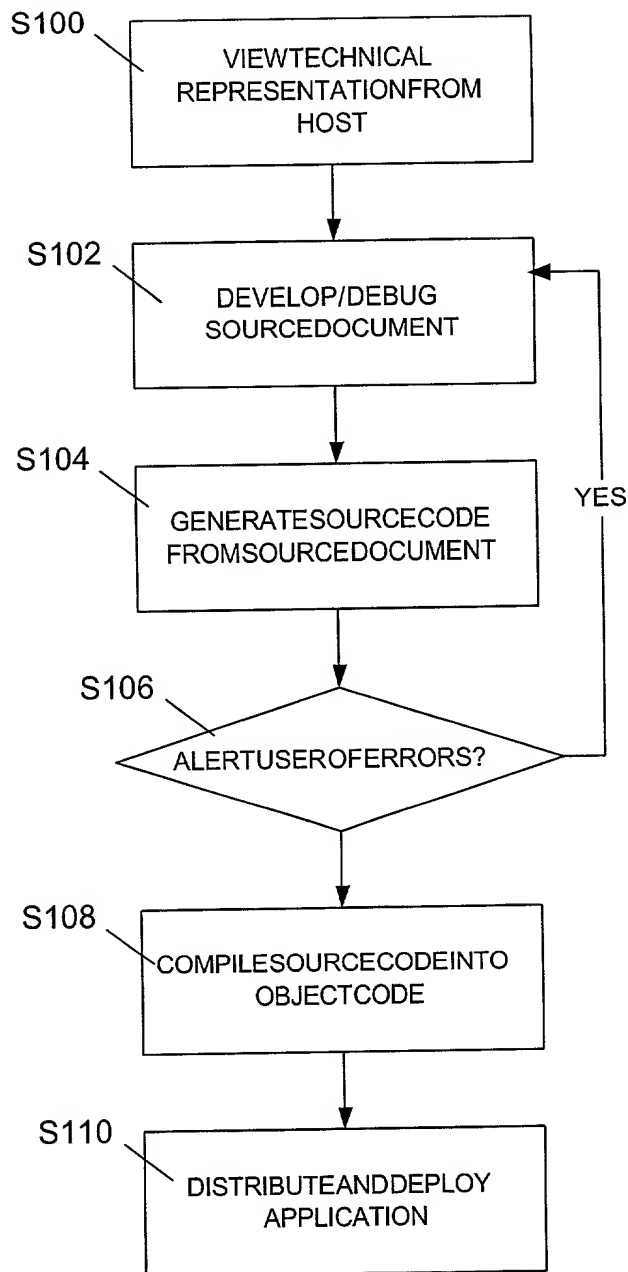 S100
VIEWTECHNICAL
REPRESENTATIONFROM
HOST
S102
DEVELOP/DEBUG
SOURCEDOCUMENT
S104
GENERATESOURCECODE
FROMSOURCEDOCUMENT
YES
S106
ALERTUSEROFERRORS?
S108
COMPILESOURCECODEINTO
OBJECTCODE
S110
DISTRIBUTEANDDEPLOY
APPLICATION